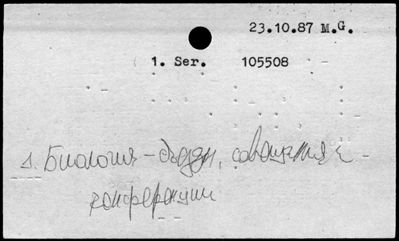 23.10.87 M.G.
1. Ser. 105508
1. Биология - съезды, совещания и
конференции